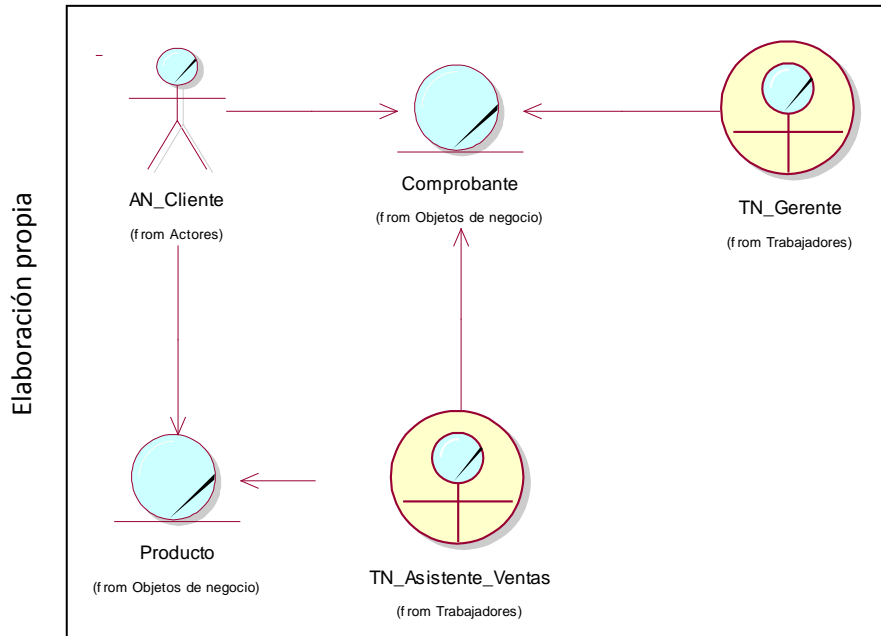 Elaboración propia
AN_Cliente
(from Actores)
Comprobante
(from Objetos de negocio)
TN_Gerente
(from Trabajadores)
Producto
(from Objetos de negocio)
TN_Asistente_Ventas
(from Trabajadores)